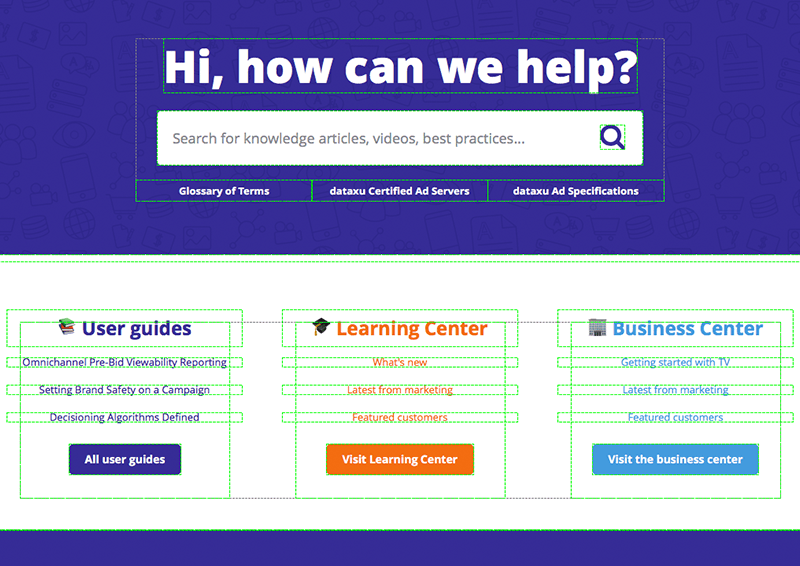 Hi, how can we help?
Search for knowledge articles, videos, best practices...
Glossary of Terms
dataxu Certified Ad Servers
dataxu Ad Specifications
User guides
Omnichannel Pre-Bid Viewability Reporting
Setting Brand Safety on a Campaign
Decisioning Algorithms Defined
All user guides
Learning Center
What's new
Latest from marketing
Featured customers
Visit Learning Center
Business Center
Getting started with TV
Latest from marketing
Featured customers
Visit the business center